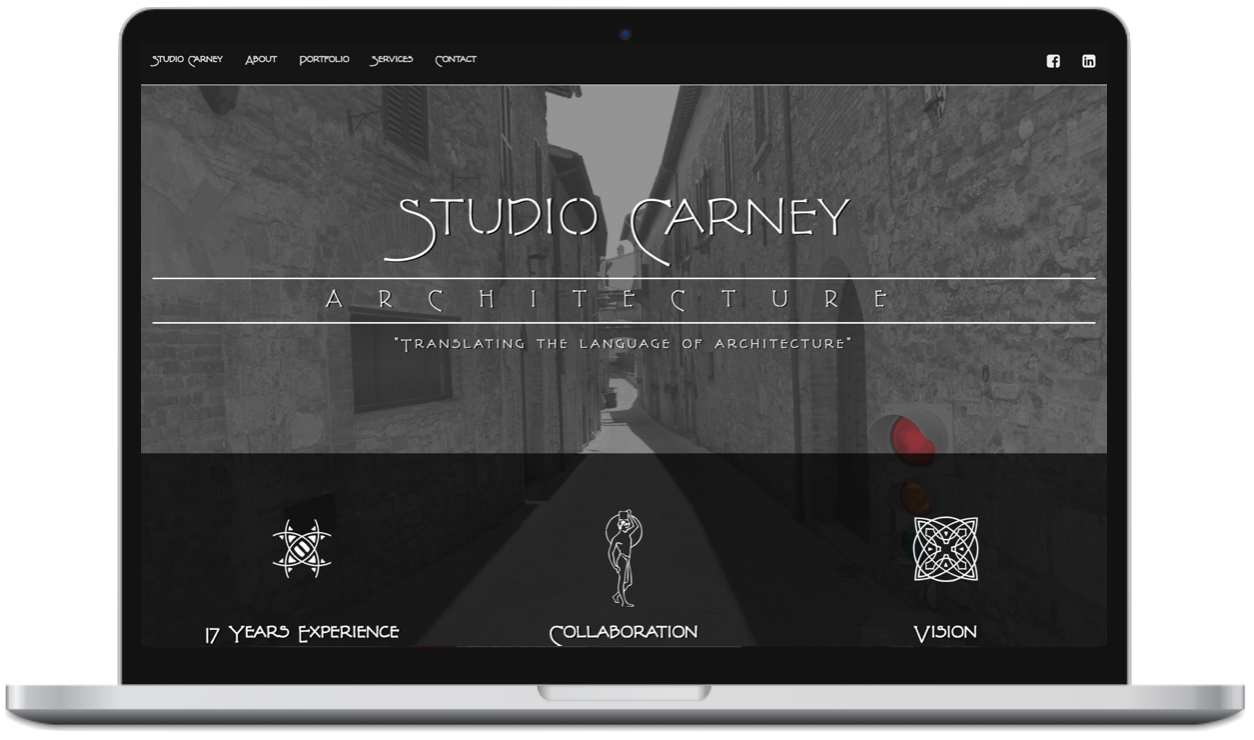 Studio Carney About Portfolio Services Contact
Studio Carney
ARCHITECTURE
"Translating the language of architecture"
17 Years Experience Collaboration Vision